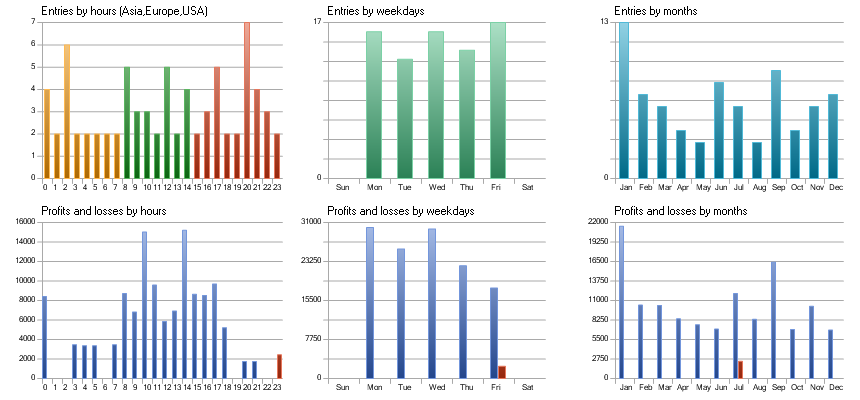 Entries by hours (Asia,Europe,USA)
7
6
5
4
3
2
1
0
0 1 2 3 4 5 6 7 8 9 10 11 12 13 14 15 16 17 18 19 20 21 22 23
Entries by weekdays
17
0
Sun Mon Tue Wed Thu Fri Sat
Entries by months
13
0
Jan Feb Mar Apr May Jun Jul Aug Sep Oct Nov Dec
Profits and losses by hours
16000
14000
12000
10000
8000
6000
4000
2000
0
0 1 2 3 4 5 6 7 8 9 10 11 12 13 14 15 16 17 18 19 20 21 22 23
Profits and losses by weekdays
31000
23250
15500
7750
0
Sun Mon Tue Wed Thu Fri Sat
Profits and losses by months
22000
19250
16500
13750
11000
8250
5500
2750
0
Jan Feb Mar Apr May Jun Jul Aug Sep Oct Nov Dec